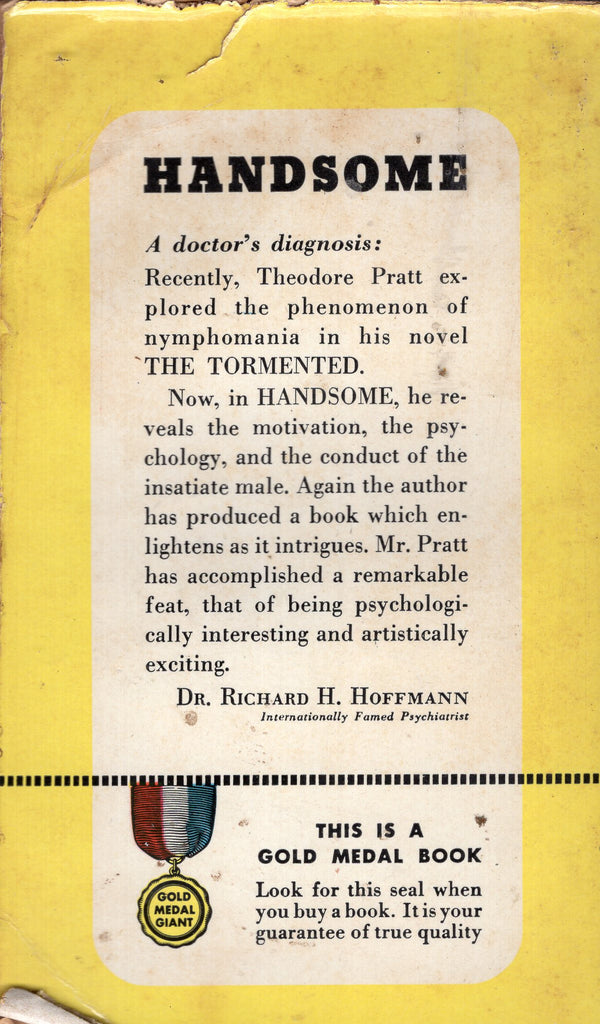 HANDSOME
A doctor's diagnosis:
Recently, Theodore Pratt ex-
plored the phenomenon of
nymphomania in his novel
THE TORMENTED.
Now, in HANDSOME, he re-
veals the motivation, the psy-
chology, and the conduct of the
insatiate male. Again the author
has produced a book which en-
lightens as it intrigues. Mr. Pratt
has accomplished a remarkable
feat, that of being psychologi-
cally interesting and artistically
exciting.
DR. RICHARD H. HOFFMANN
Internationally Famed Psychiatrist
THIS IS A
GOLD MEDAL BOOK
Look for this seal when
you buy a book. It is your
guarantee of true quality
GOLD
MEDAL
GIANT